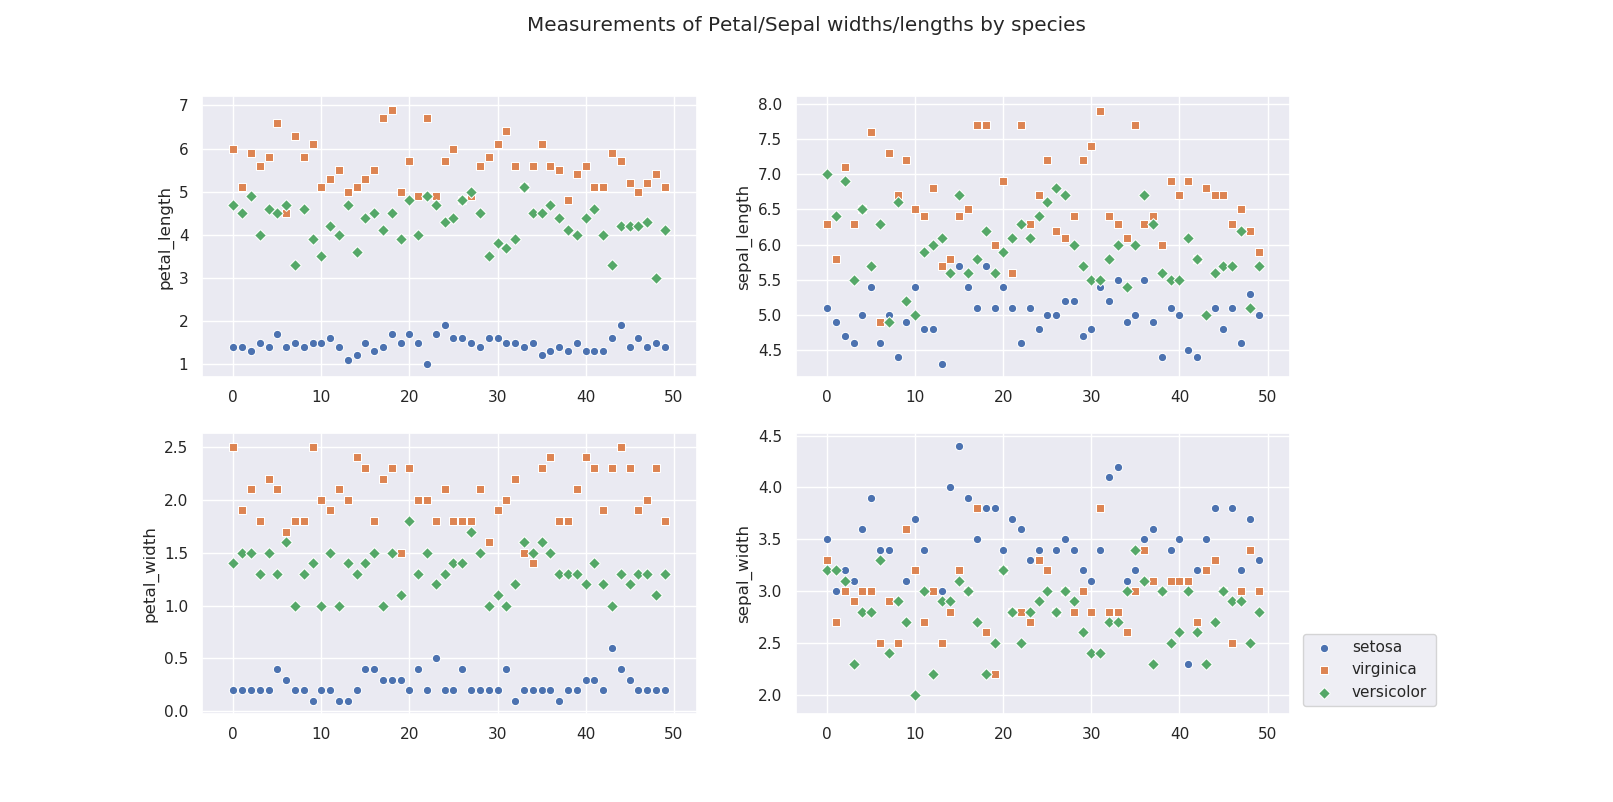 Measurements of Petal/Sepal widths/lengths by species
petal_length
7
6
5
4
3
2
1
0 10 20 30 40 50
sepal_length
8.0
7.5
7.0
6.5
6.0
5.5
5.0
4.5
0 10 20 30 40 50
petal_width
2.5
2.0
1.5
1.0
0.5
0.0
0 10 20 30 40 50
sepal_width
4.5
4.0
3.5
3.0
2.5
2.0
0 10 20 30 40 50
setosa
virginica
versicolor